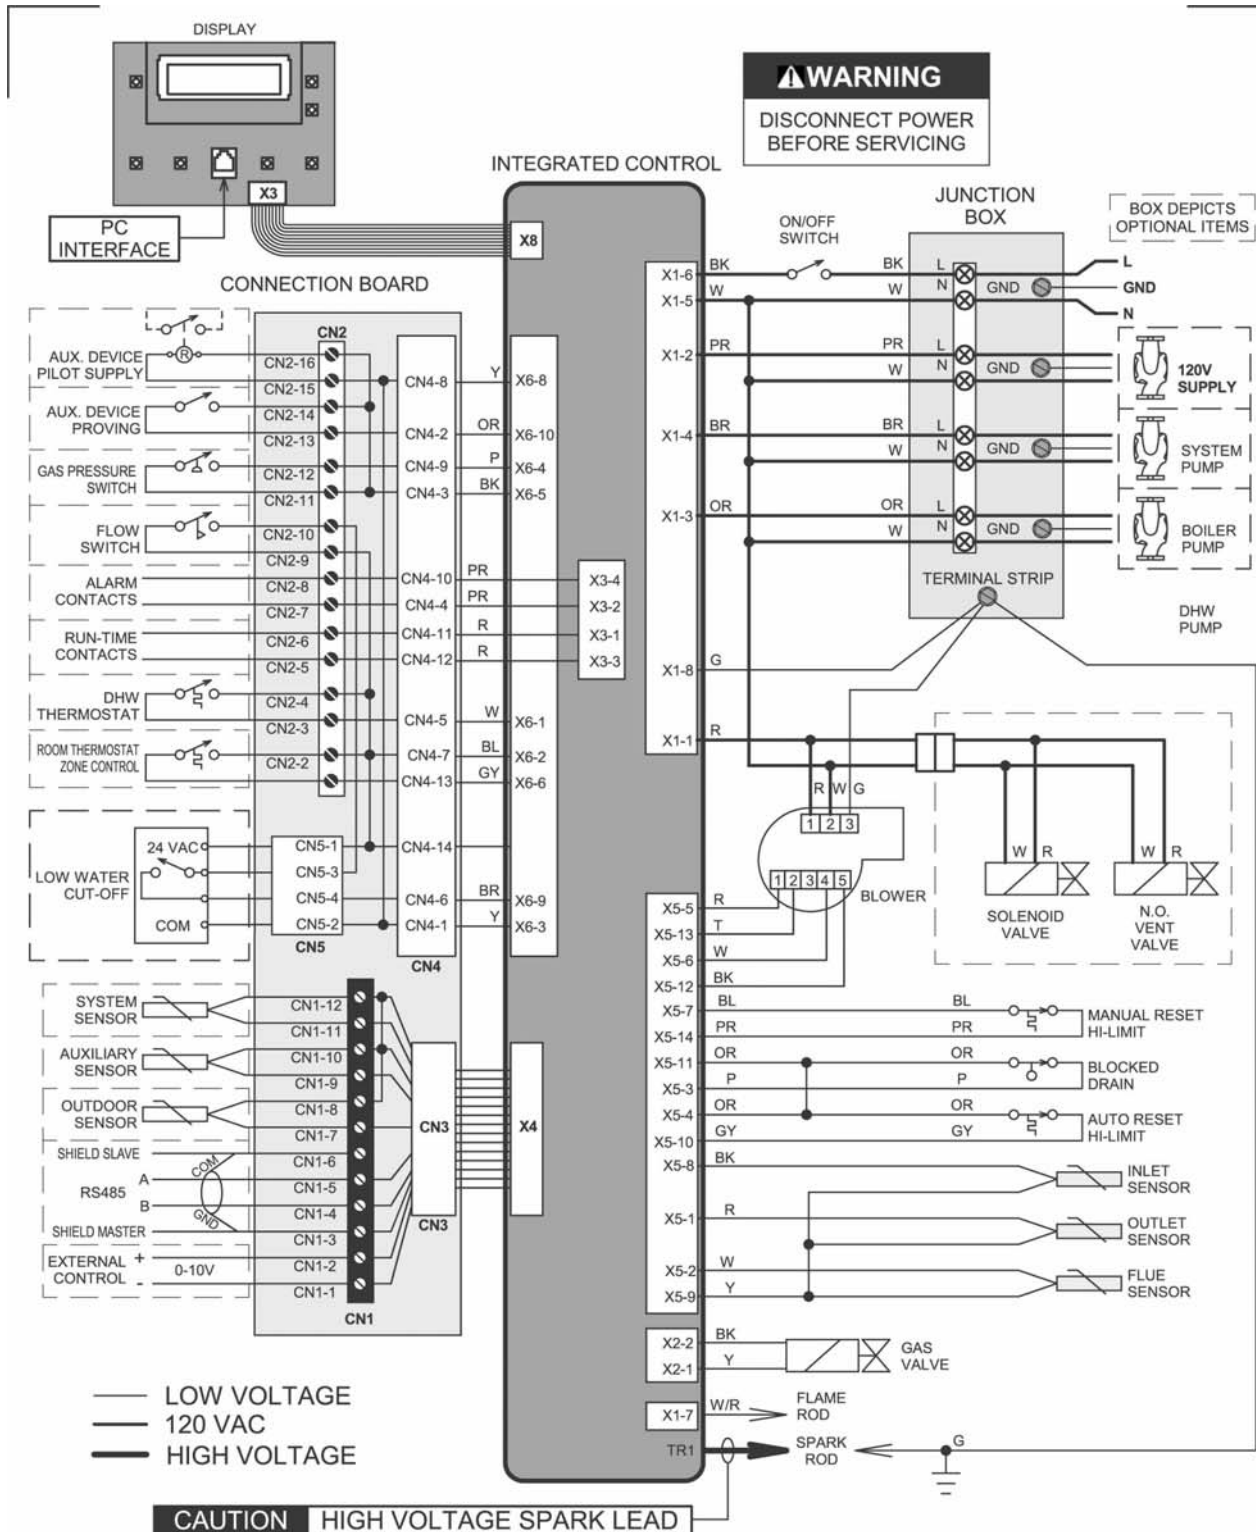 DISPLAY
X3
PC
INTERFACE
WARNING
DISCONNECT POWER
BEFORE SERVICING
INTEGRATED CONTROL
X8
JUNCTION
BOX
BOX DEPICTS
OPTIONAL ITEMS
ON/OFF
SWITCH
X1-6 BK BK L L
X1-5 W W N GND GND
N
X1-2 PR PR L
W N GND
120V
SUPPLY
X1-4 BR BR L
W N GND
SYSTEM
PUMP
X1-3 OR OR L
W N GND
BOILER
PUMP
TERMINAL STRIP
DHW
PUMP
X1-8 G
X1-1 R
R W G
1 2 3
1 2 3 4 5
BLOWER
W R
SOLENOID
VALVE
W R
N.O.
VENT
VALVE
CONNECTION BOARD
CN2
AUX. DEVICE
PILOT SUPPLY
R
CN2-16
CN2-15 CN4-8 Y X6-8
AUX. DEVICE
PROVING
CN2-14
CN2-13 CN4-2 OR X6-10
GAS PRESSURE
SWITCH
CN2-12 CN4-9 P X6-4
CN2-11 CN4-3 BK X6-5
FLOW
SWITCH
CN2-10
CN2-9
ALARM
CONTACTS
CN2-8 CN4-10 PR X3-4
CN2-7 CN4-4 PR X3-2
RUN-TIME
CONTACTS
CN2-6 CN4-11 R X3-1
CN2-5 CN4-12 R X3-3
DHW
THERMOSTAT
CN2-4
CN2-3 CN4-5 W X6-1
ROOM THERMOSTAT
ZONE CONTROL
CN2-2 CN4-7 BL X6-2
CN4-13 GY X6-6
LOW WATER
CUT-OFF
24 VAC CN5-1 CN4-14
CN5-3
CN5-4 CN4-6 BR X6-9
COM CN5-2 CN4-1 Y X6-3
CN5
CN4
SYSTEM
SENSOR
CN1-12
CN1-11
AUXILIARY
SENSOR
CN1-10
CN1-9
OUTDOOR
SENSOR
CN1-8
CN1-7
SHIELD SLAVE COM CN1-6
RS485
A CN1-5
B CN1-4
SHIELD MASTER GND CN1-3
EXTERNAL
CONTROL
+ 0-10V CN1-2
- CN1-1
CN1
CN3
CN3
X4
X5-5 R
X5-13 T
X5-6 W
X5-12 BK
X5-7 BL BL
X5-14 PR PR
MANUAL RESET
HI-LIMIT
X5-11 OR OR
X5-3 P P
BLOCKED
DRAIN
X5-4 OR OR
X5-10 GY GY
AUTO RESET
HI-LIMIT
X5-8 BK
INLET
SENSOR
X5-1 R
OUTLET
SENSOR
X5-2 W
X5-9 Y
FLUE
SENSOR
X2-2 BK
X2-1 Y
GAS
VALVE
X1-7 W/R
FLAME
ROD
TR1
SPARK
ROD
G
LOW VOLTAGE
120 VAC
HIGH VOLTAGE
CAUTION HIGH VOLTAGE SPARK LEAD